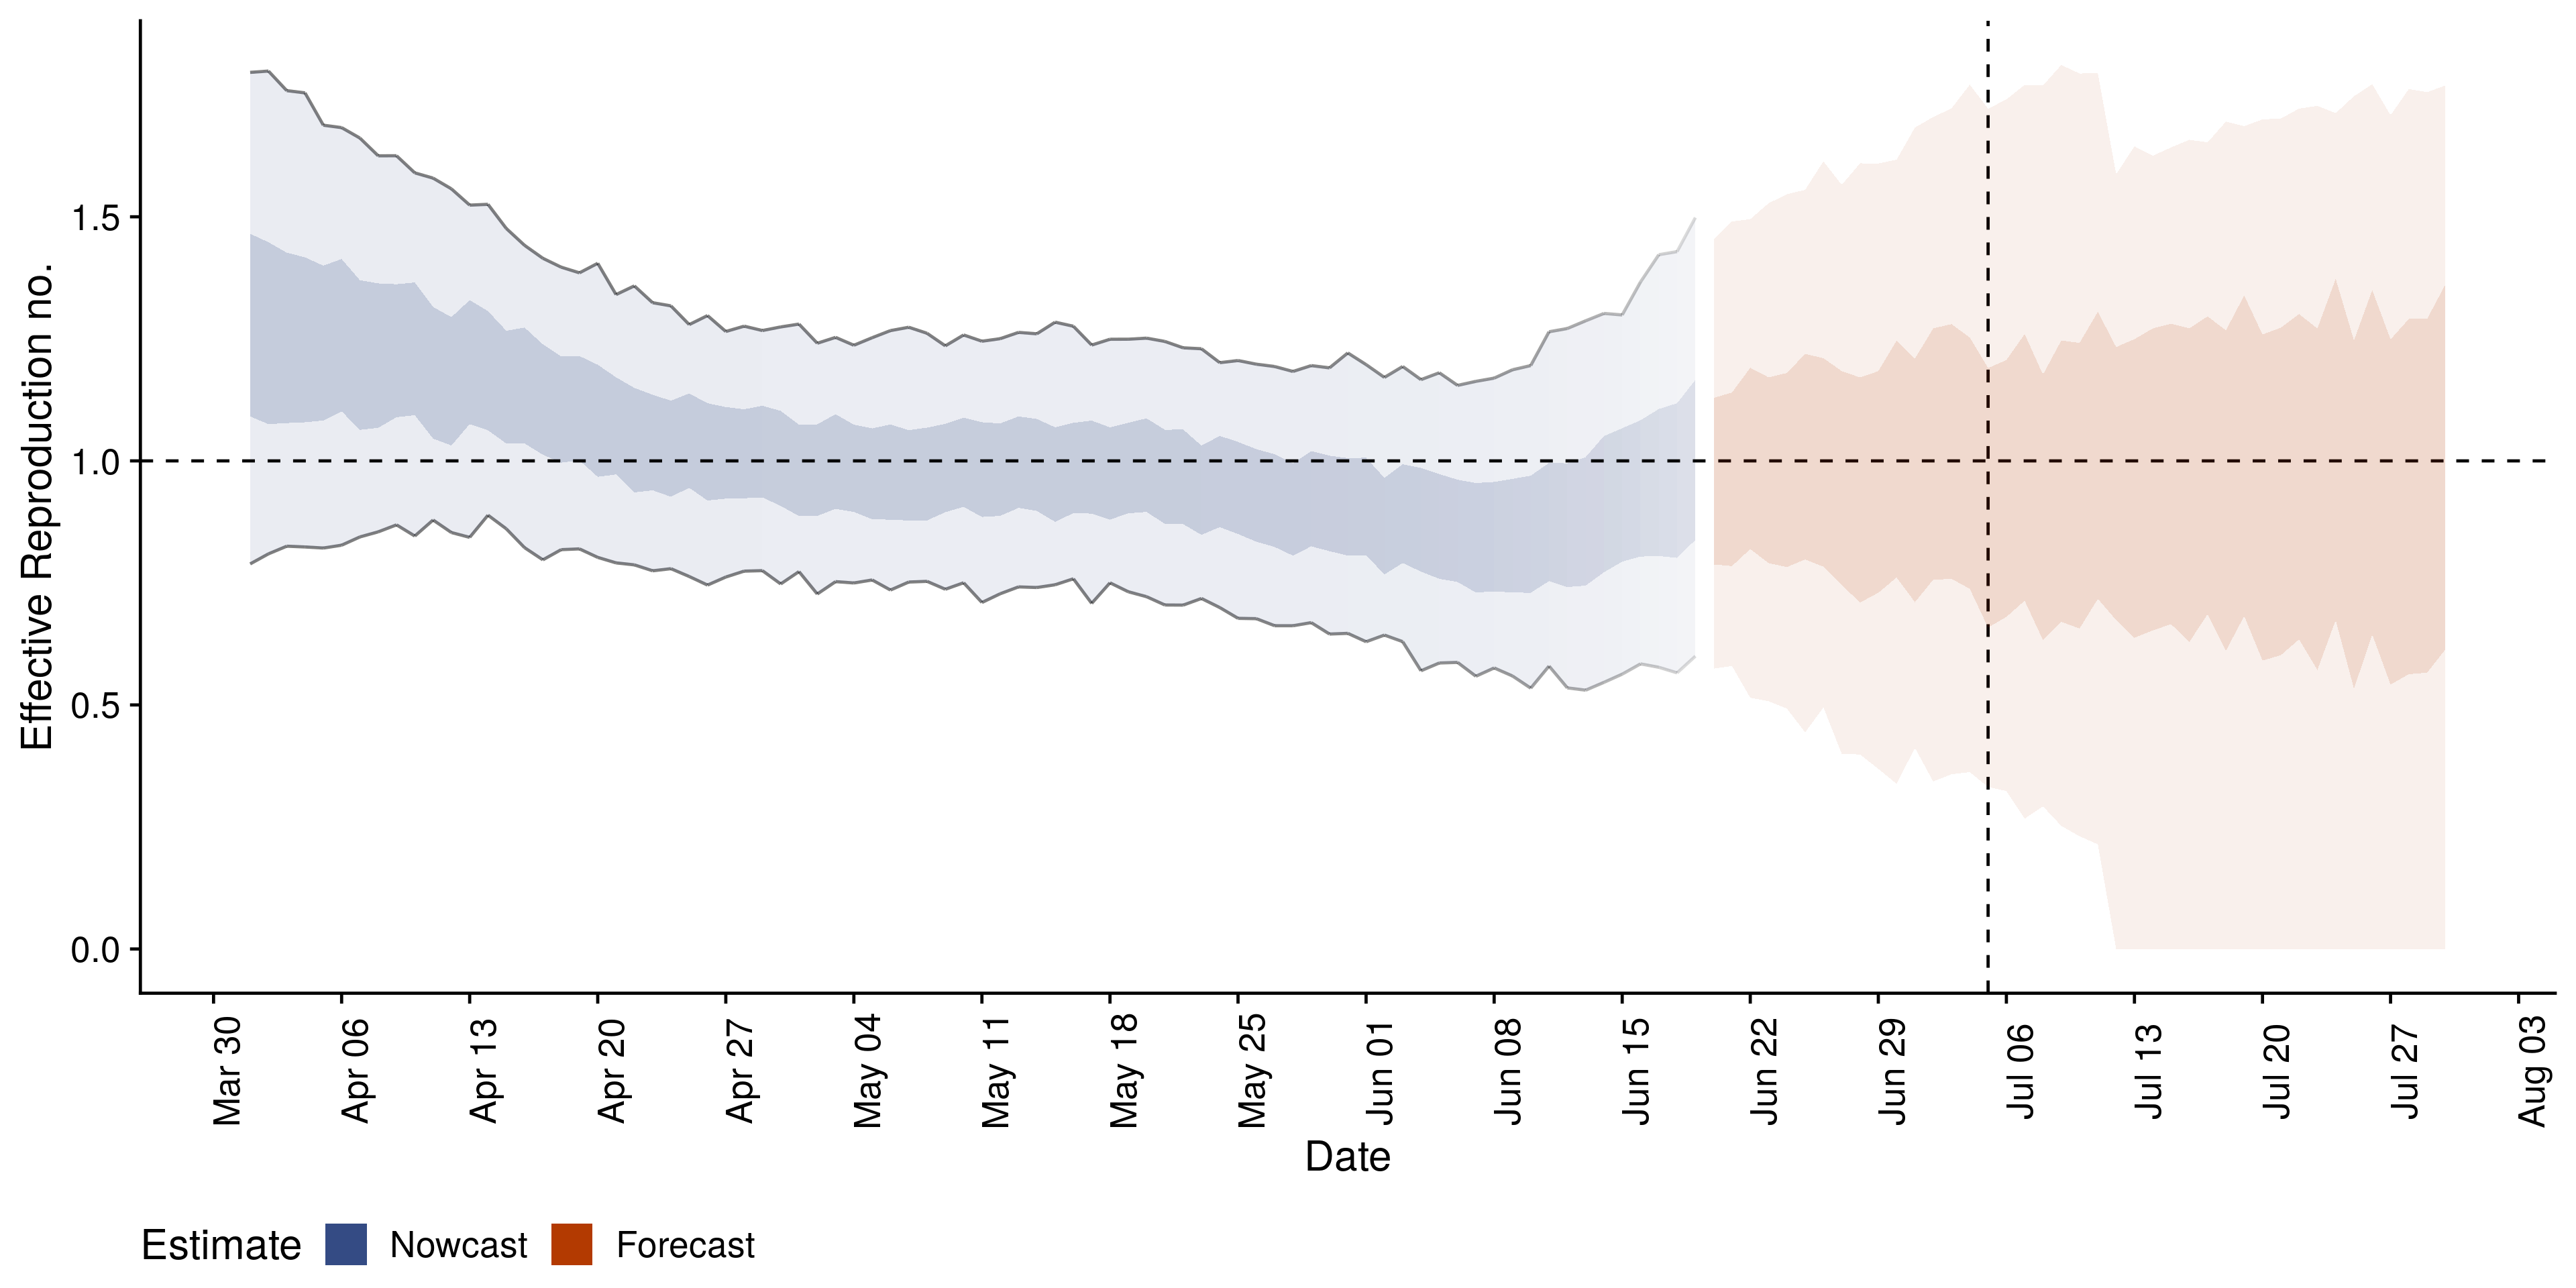 Effective Reproduction no.
1.5
1.0
0.5
0.0
Mar 30
Apr 06
Apr 13
Apr 20
Apr 27
May 04
May 11
May 18
May 25
Jun 01
Jun 08
Jun 15
Jun 22
Jun 29
Jul 06
Jul 13
Jul 20
Jul 27
Aug 03
Date
Estimate Nowcast Forecast